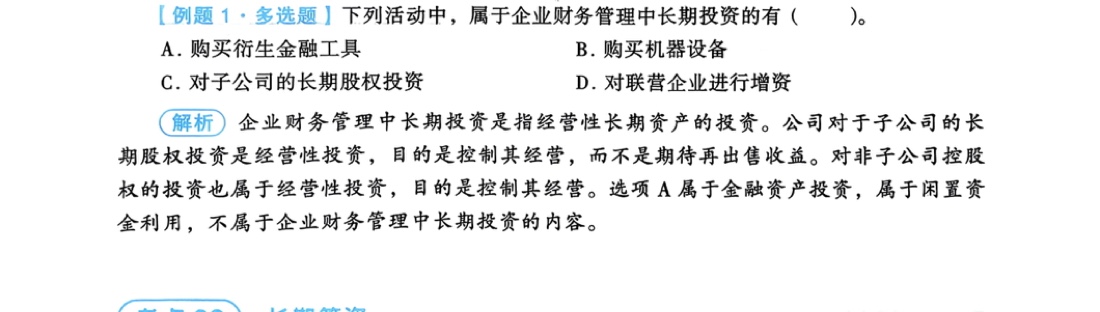 【例题1·多选题】下列活动中，属于企业财务管理中长期投资的有（　　）。
A. 购买衍生金融工具　　B. 购买机器设备
C. 对子公司的长期股权投资　　D. 对联营企业进行增资
解析　企业财务管理中长期投资是指经营性长期资产的投资。公司对于子公司的长
期股权投资是经营性投资，目的是控制其经营，而不是期待再出售收益。对非子公司控股
权的投资也属于经营性投资，目的是控制其经营。选项 A 属于金融资产投资，属于闲置资
金利用，不属于企业财务管理中长期投资的内容。